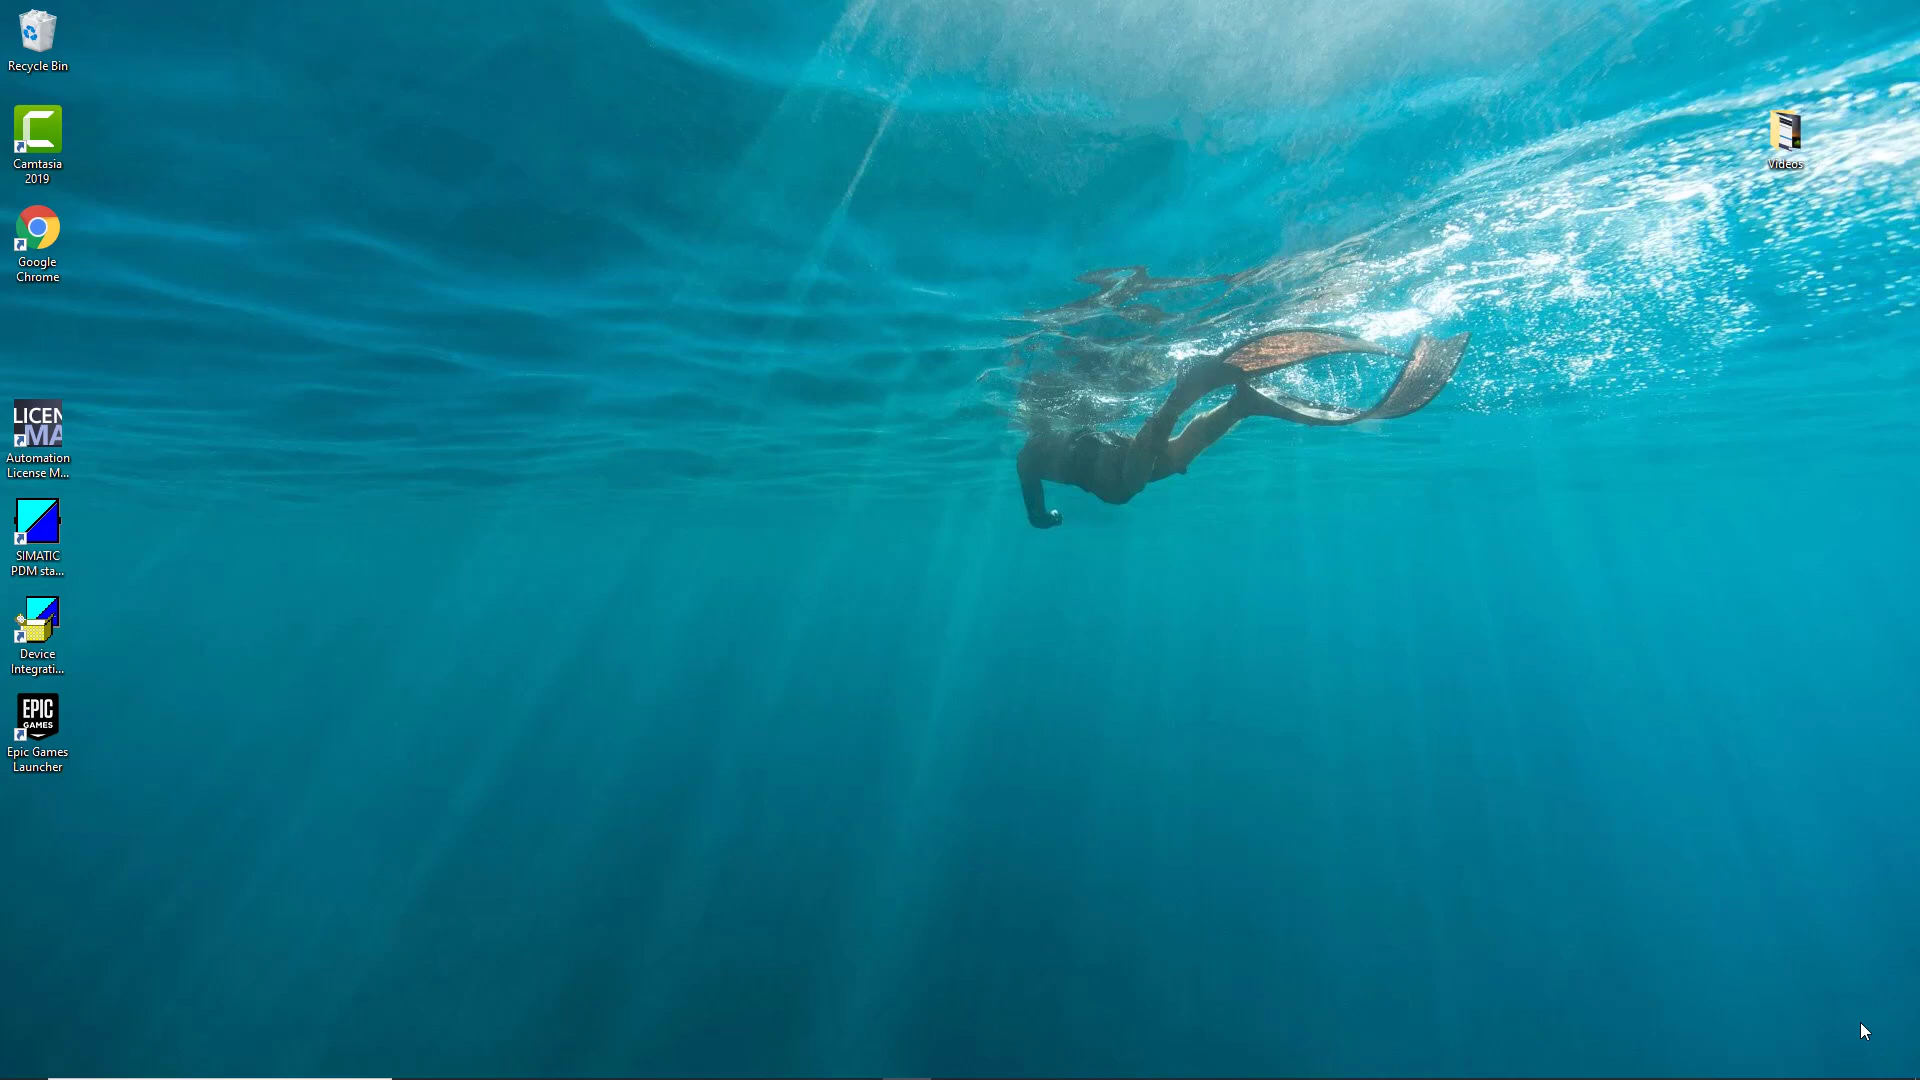 Recycle Bin
Camtasia
2019
Google
Chrome
LICEN
MA
Automation
License M...
SIMATIC
PDM sta...
Device
Integrati...
EPIC
GAMES
Epic Games
Launcher
Videos